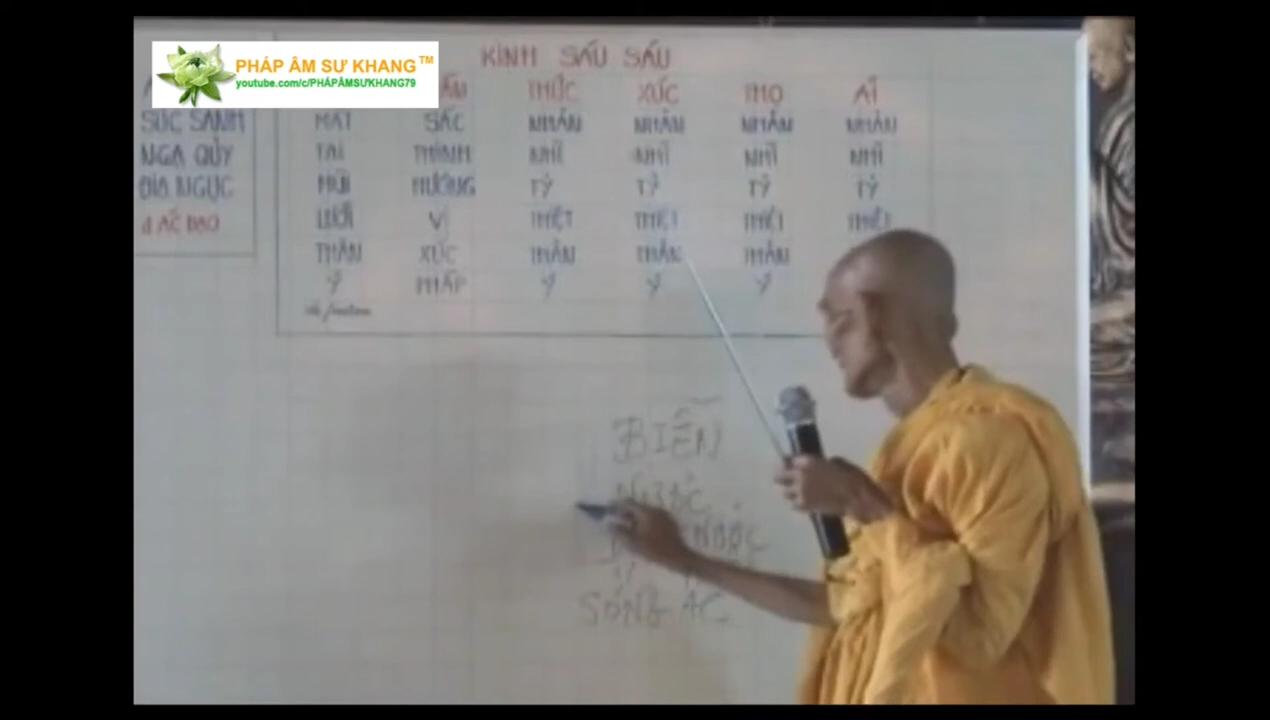 PHÁP ÂM SƯ KHANG™
youtube.com/c/PHÁPÂMSƯKHANG79
KINH SÁU SÁU
THỨC XÚC THỌ ÁI
SÚC SANH
MẮT SẮC NHÃN NHÃN NHÃN NHÃN
NGẠ QUỶ
TAI THINH NHĨ NHĨ NHĨ NHĨ
ĐỊA NGỤC
MŨI HƯƠNG TỶ TỶ TỶ TỶ
4 ÁC ĐẠO
LƯỠI VỊ THIỆT THIỆT THIỆT THIỆT
THÂN XÚC THÂN THÂN THÂN
Ý PHÁP Ý Ý Ý
BIỂN
SÓNG ÁC